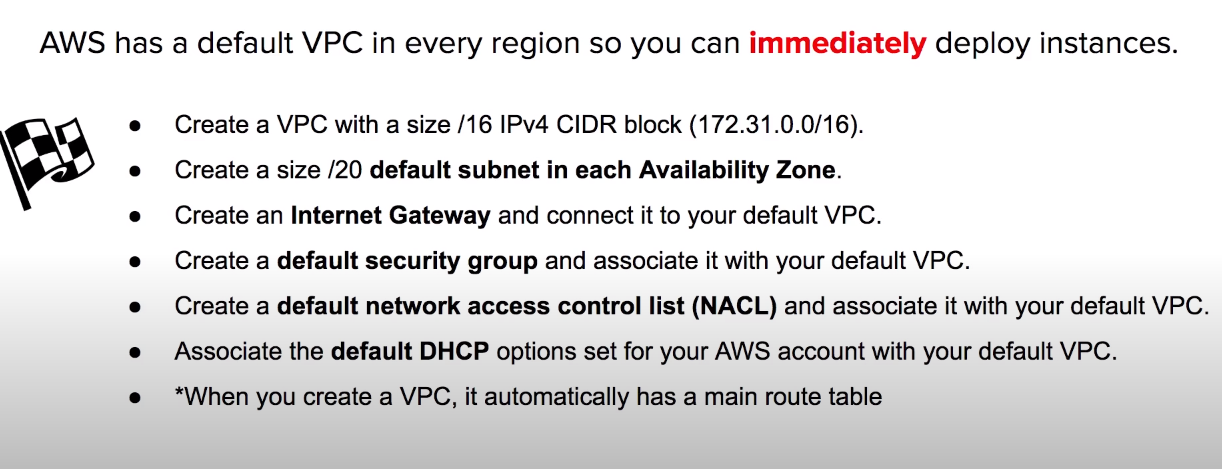 AWS has a default VPC in every region so you can immediately deploy instances.
● Create a VPC with a size /16 IPv4 CIDR block (172.31.0.0/16).
● Create a size /20 default subnet in each Availability Zone.
● Create an Internet Gateway and connect it to your default VPC.
● Create a default security group and associate it with your default VPC.
● Create a default network access control list (NACL) and associate it with your default VPC.
● Associate the default DHCP options set for your AWS account with your default VPC.
● *When you create a VPC, it automatically has a main route table